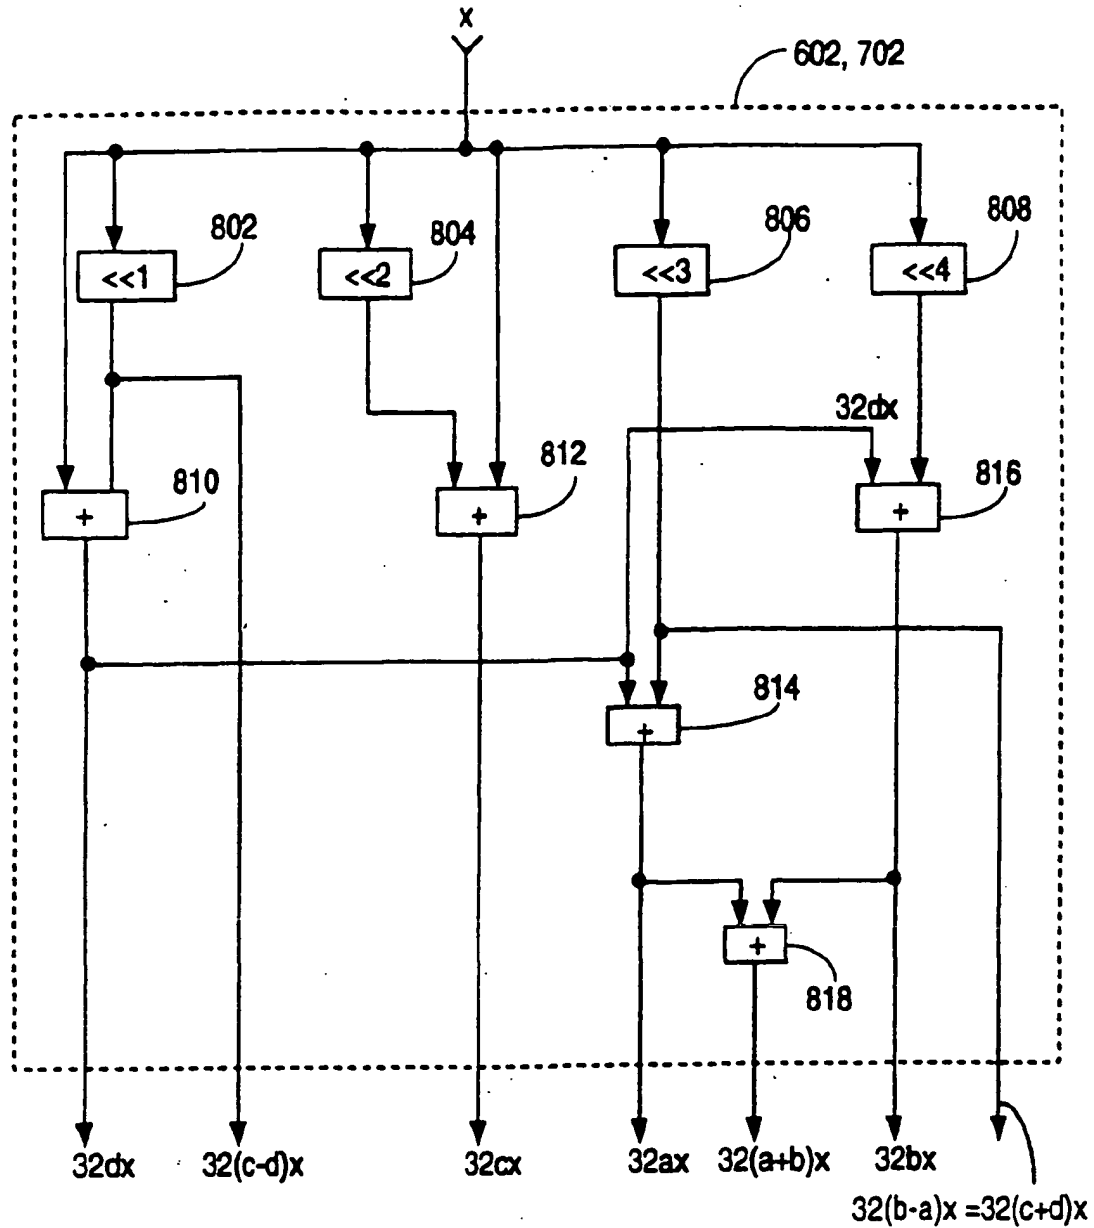 x
602, 702
802
804
806
808
<<1
<<2
<<3
<<4
32dx
810
812
816
+
+
+
814
+
818
+
32dx
32(c-d)x
32cx
32ax
32(a+b)x
32bx
32(b-a)x =32(c+d)x